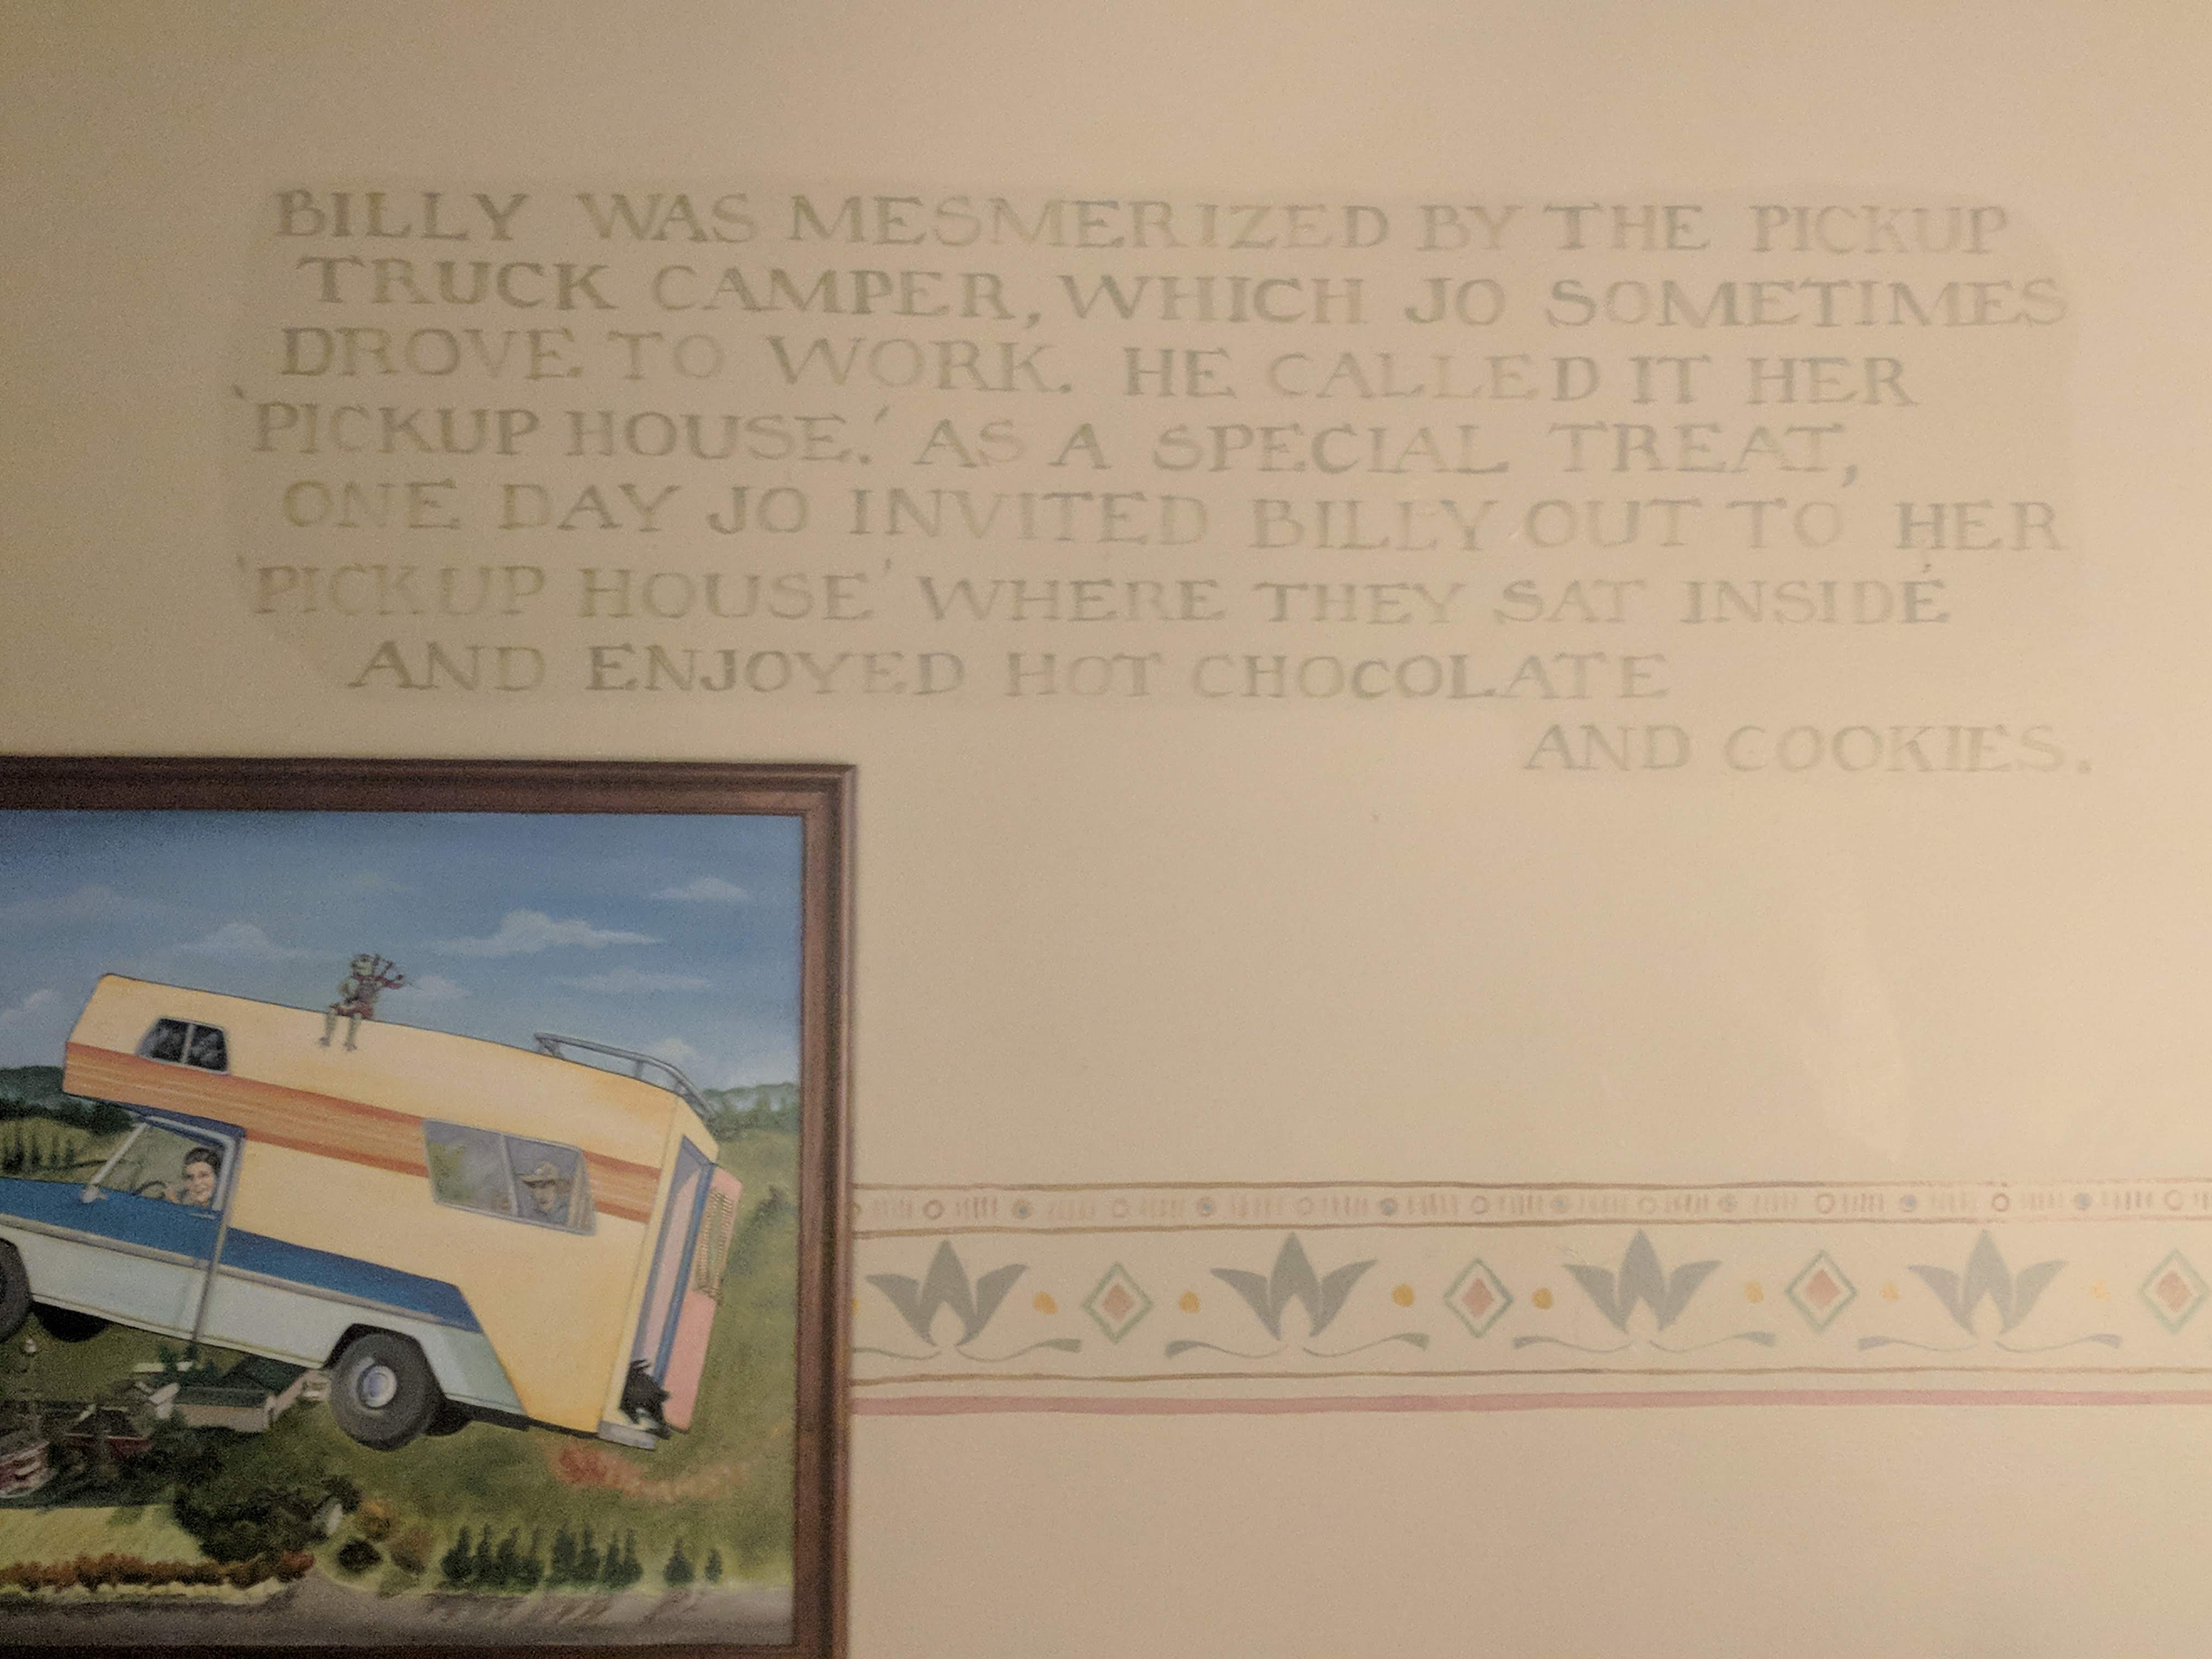 BILLY WAS MESMERIZED BY THE PICKUP
TRUCK CAMPER, WHICH JO SOMETIMES
DROVE TO WORK. HE CALLED IT HER
'PICKUP HOUSE.' AS A SPECIAL TREAT,
ONE DAY JO INVITED BILLY OUT TO HER
'PICKUP HOUSE' WHERE THEY SAT INSIDE
AND ENJOYED HOT CHOCOLATE
AND COOKIES.